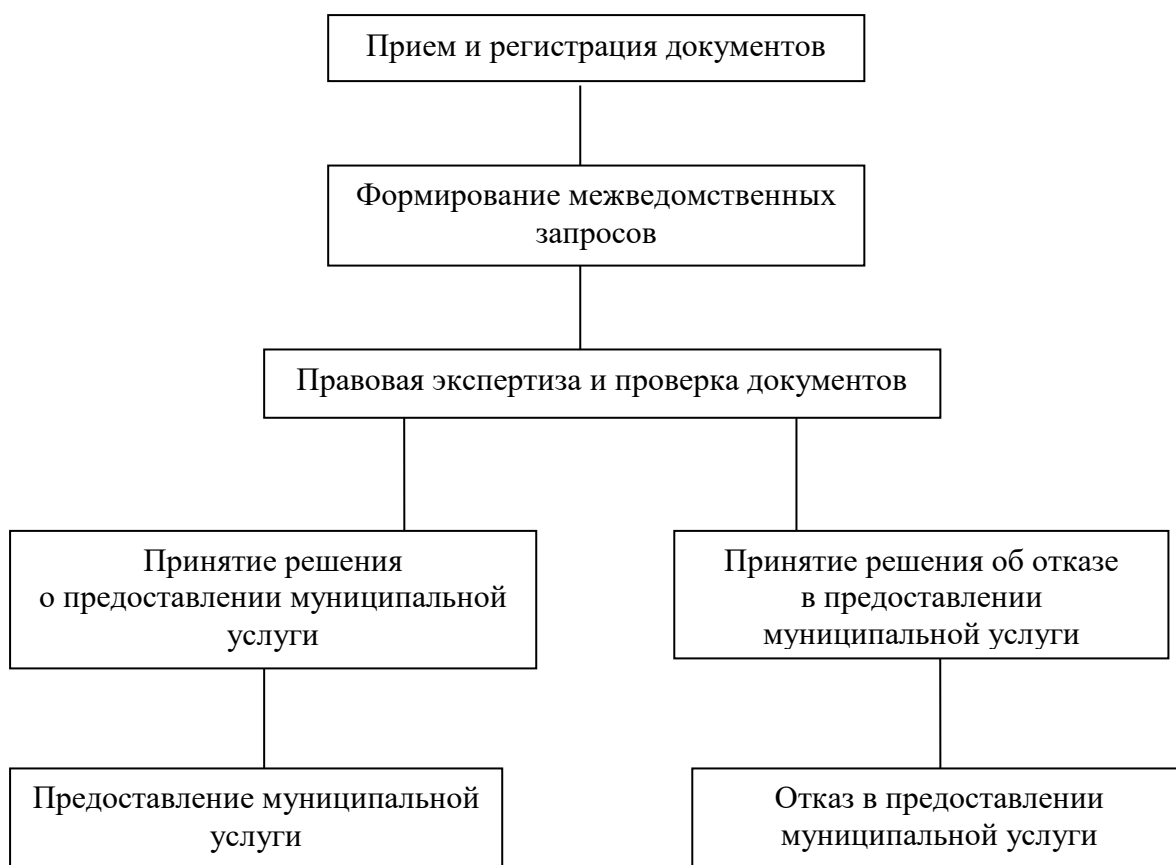 Прием и регистрация документов
Формирование межведомственных
запросов
Правовая экспертиза и проверка документов
Принятие решения
о предоставлении муниципальной
услуги
Принятие решения об отказе
в предоставлении
муниципальной услуги
Предоставление муниципальной
услуги
Отказ в предоставлении
муниципальной услуги